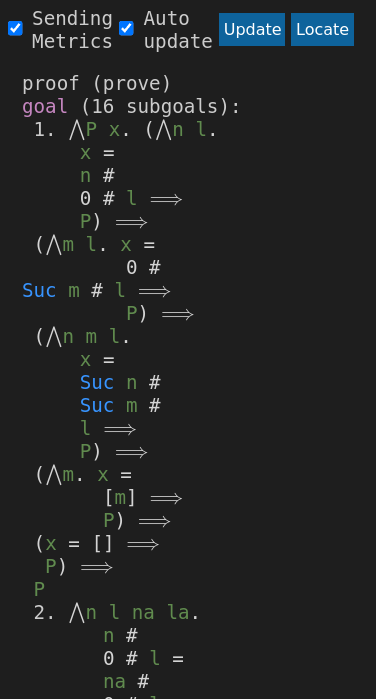 Sending Auto Update Locate
Metrics update
proof (prove)
goal (16 subgoals):
1. ⋀P x. (⋀n l.
x =
n #
0 # l ⟹
P) ⟹
(⋀m l. x =
0 #
Suc m # l ⟹
P) ⟹
(⋀n m l.
x =
Suc n #
Suc m #
l ⟹
P) ⟹
(⋀m. x =
[m] ⟹
P) ⟹
(x = [] ⟹
P) ⟹
P
2. ⋀n l na la.
n #
0 # l =
na #